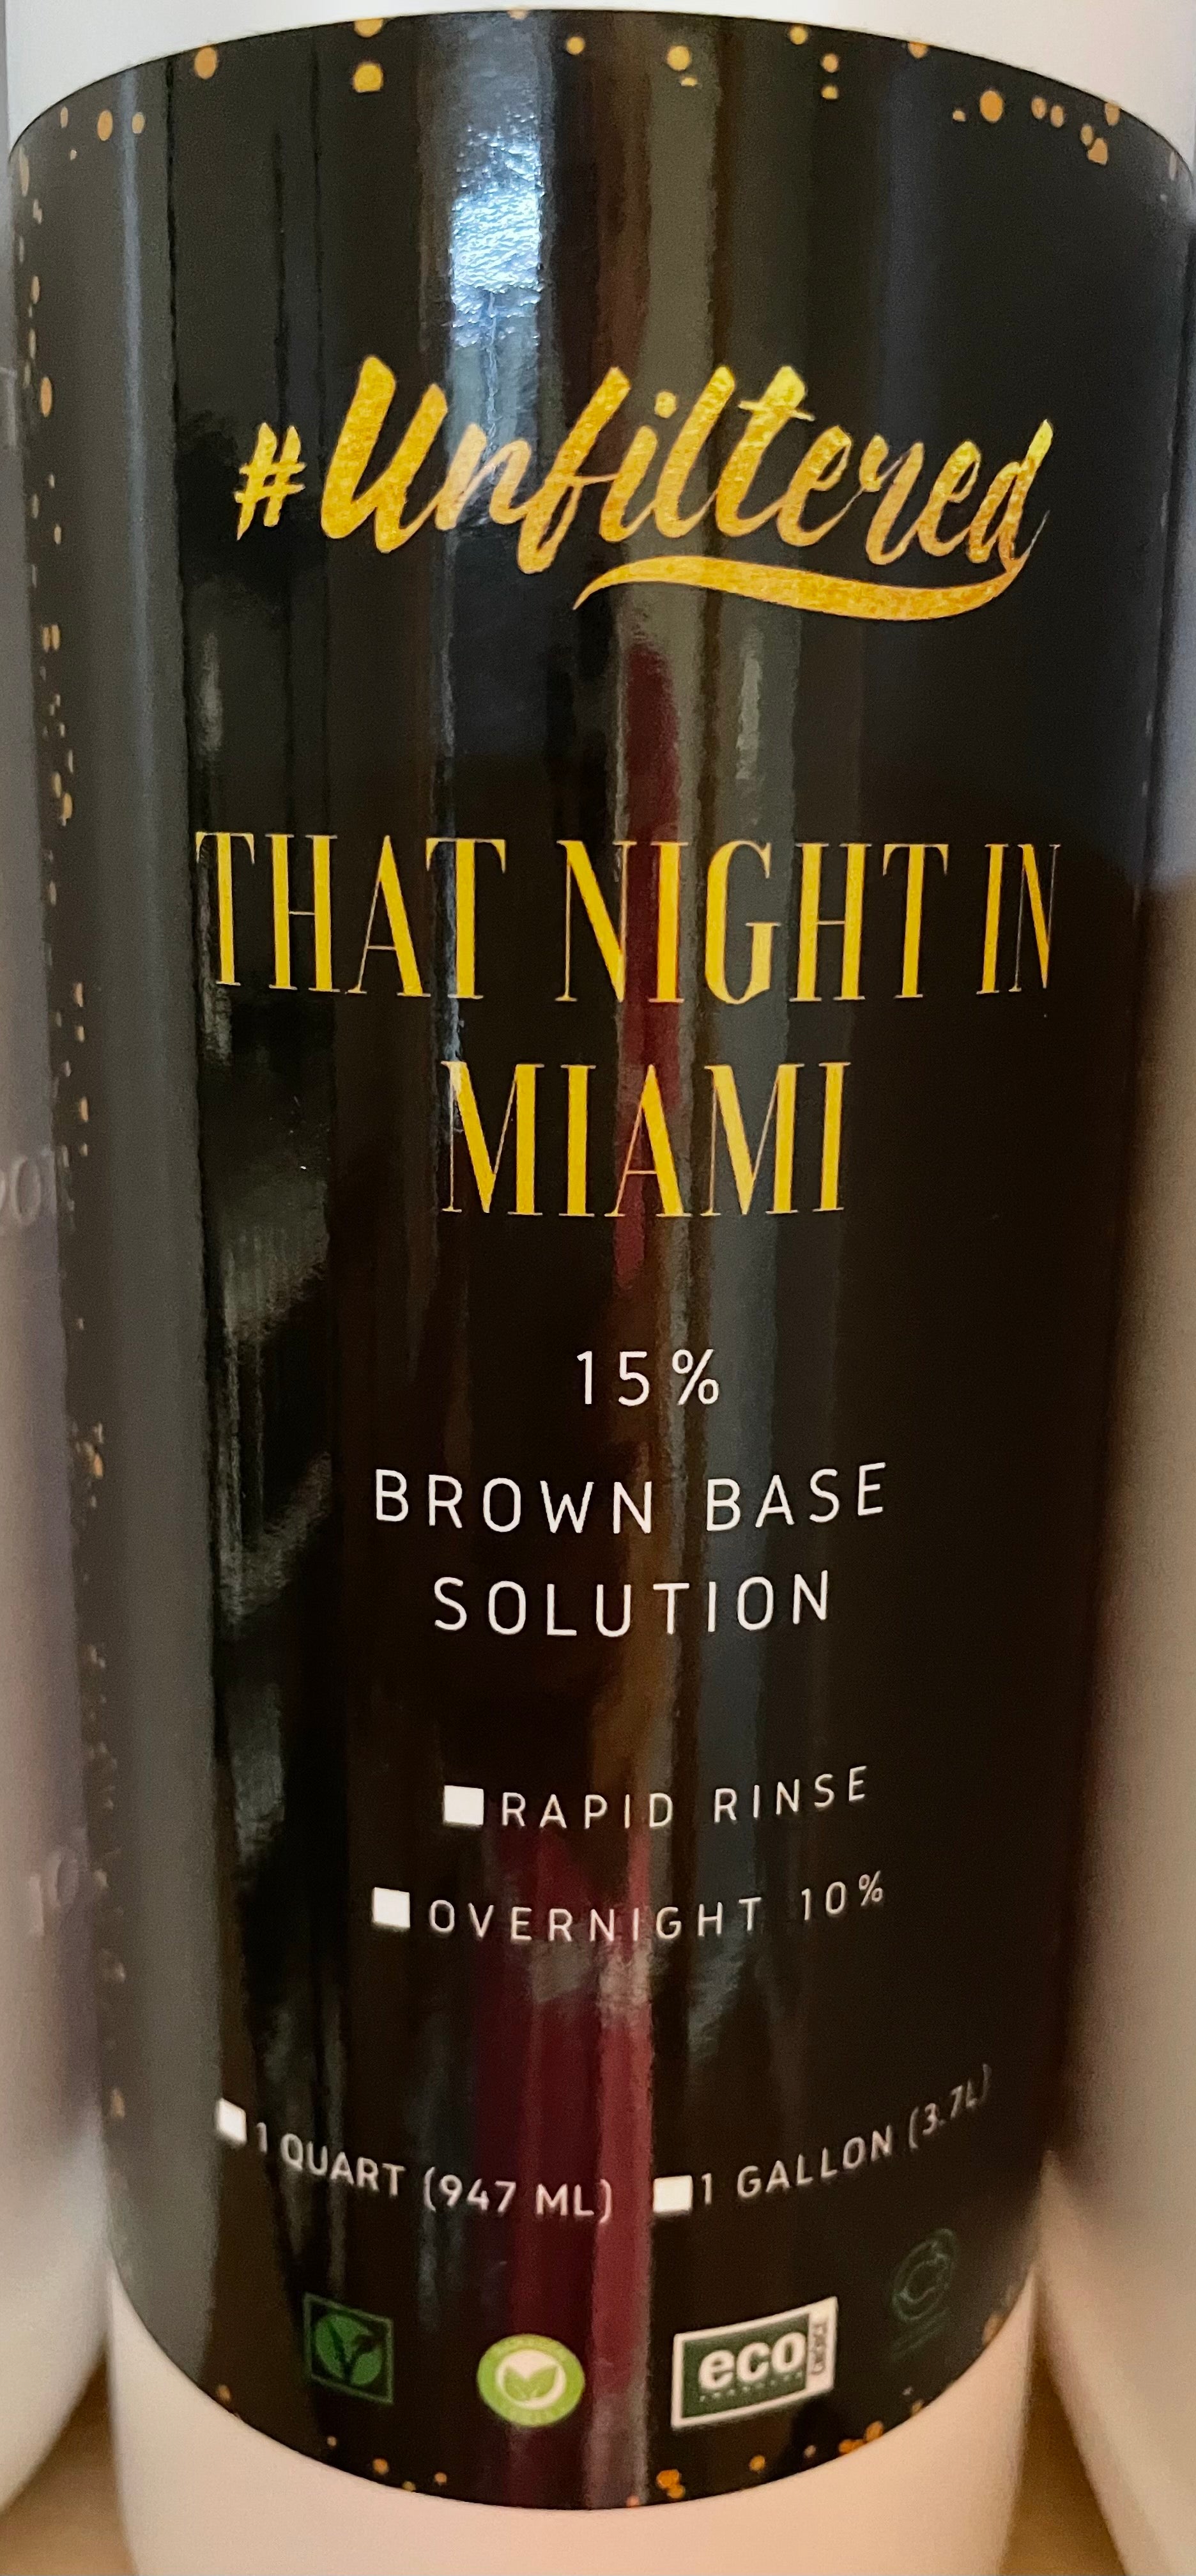 #Unfiltered
THAT NIGHT IN
MIAMI
15%
BROWN BASE
SOLUTION
RAPID RINSE
OVERNIGHT 10%
1 QUART (947 ML) 1 GALLON (3.7L)
eco